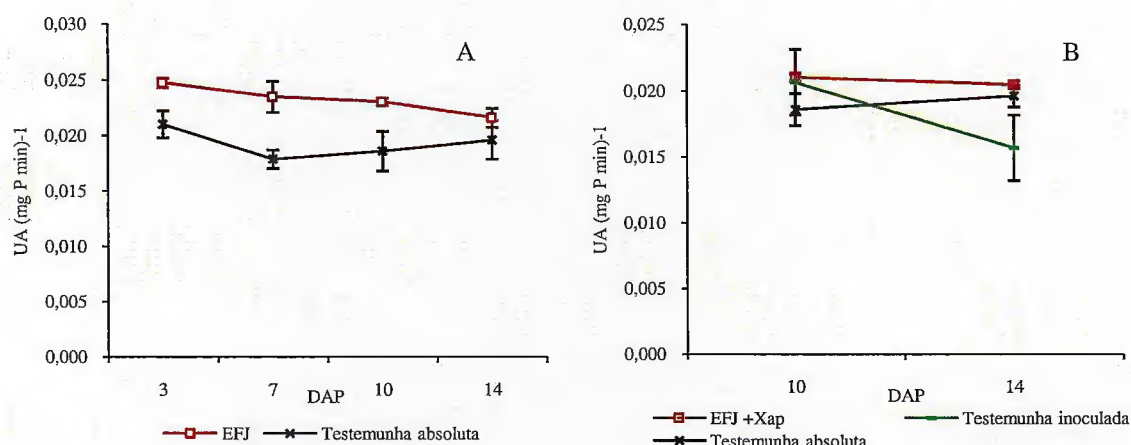 A
UA (mg P min)-1
0,030
0,025
0,020
0,015
0,010
0,005
0,000
3 7 10 14
DAP
EFJ Testemunha absoluta
B
UA (mg P min)-1
0,025
0,020
0,015
0,010
0,005
0,000
10 14
DAP
EFJ +Xap Testemunha inoculada
Testemunha absoluta